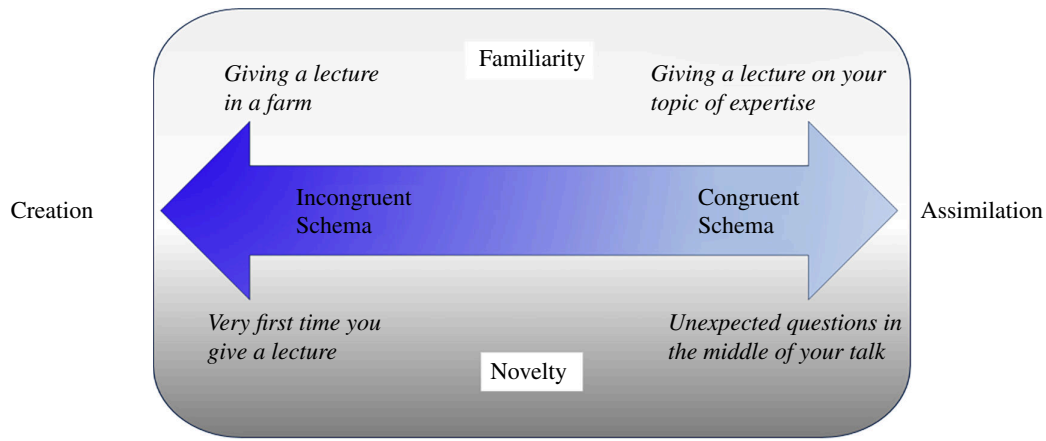 Familiarity
Giving a lecture
in a farm
Giving a lecture on your
topic of expertise
Creation
Incongruent
Schema
Congruent
Schema
Assimilation
Very first time you
give a lecture
Unexpected questions in
the middle of your talk
Novelty